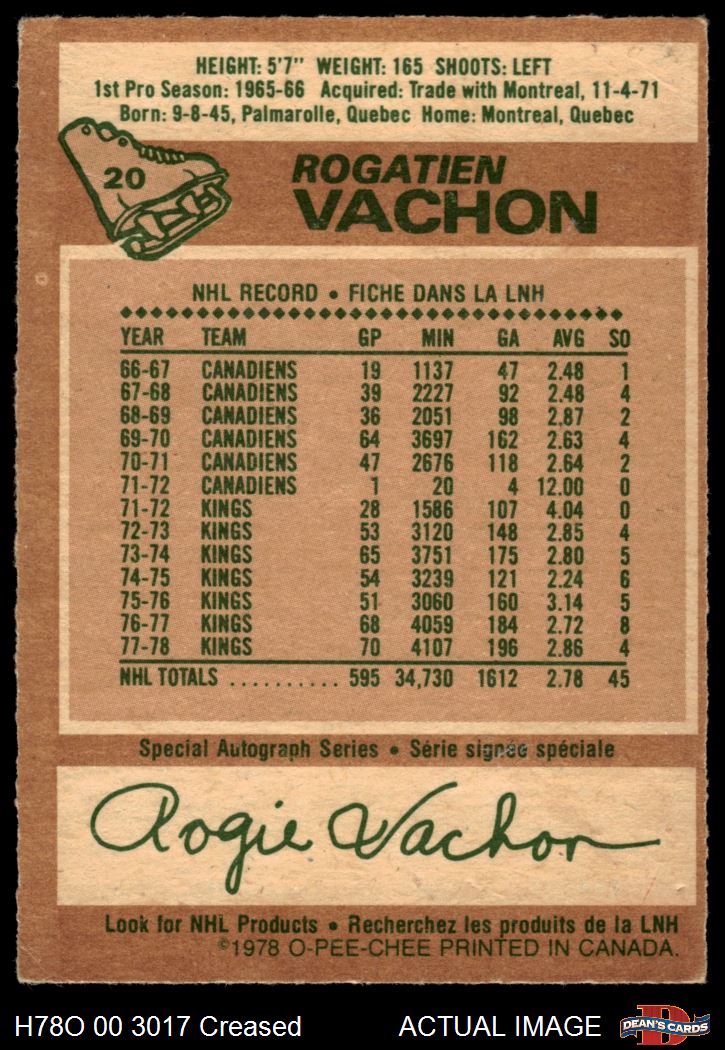 HEIGHT: 5'7" WEIGHT: 165 SHOOTS: LEFT
1st Pro Season: 1965-66 Acquired: Trade with Montreal, 11-4-71
Born: 9-8-45, Palmarolle, Quebec Home: Montreal, Quebec
20
ROGATIEN
VACHON
NHL RECORD • FICHE DANS LA LNH
YEAR TEAM GP MIN GA AVG SO
66-67 CANADIENS 19 1137 47 2.48 1
67-68 CANADIENS 39 2227 92 2.48 4
68-69 CANADIENS 36 2051 98 2.87 2
69-70 CANADIENS 64 3697 162 2.63 4
70-71 CANADIENS 47 2676 118 2.64 2
71-72 CANADIENS 1 20 4 12.00 0
71-72 KINGS 28 1586 107 4.04 0
72-73 KINGS 53 3120 148 2.85 4
73-74 KINGS 65 3751 175 2.80 5
74-75 KINGS 54 3239 121 2.24 6
75-76 KINGS 51 3060 160 3.14 5
76-77 KINGS 68 4059 184 2.72 8
77-78 KINGS 70 4107 196 2.86 4
NHL TOTALS .......... 595 34,730 1612 2.78 45
Special Autograph Series • Série signée spéciale
Rogie Vachon
Look for NHL Products • Recherchez les produits de la LNH
©1978 O-PEE-CHEE PRINTED IN CANADA.
H78O 00 3017 Creased ACTUAL IMAGE
D
DEAN'S CARDS